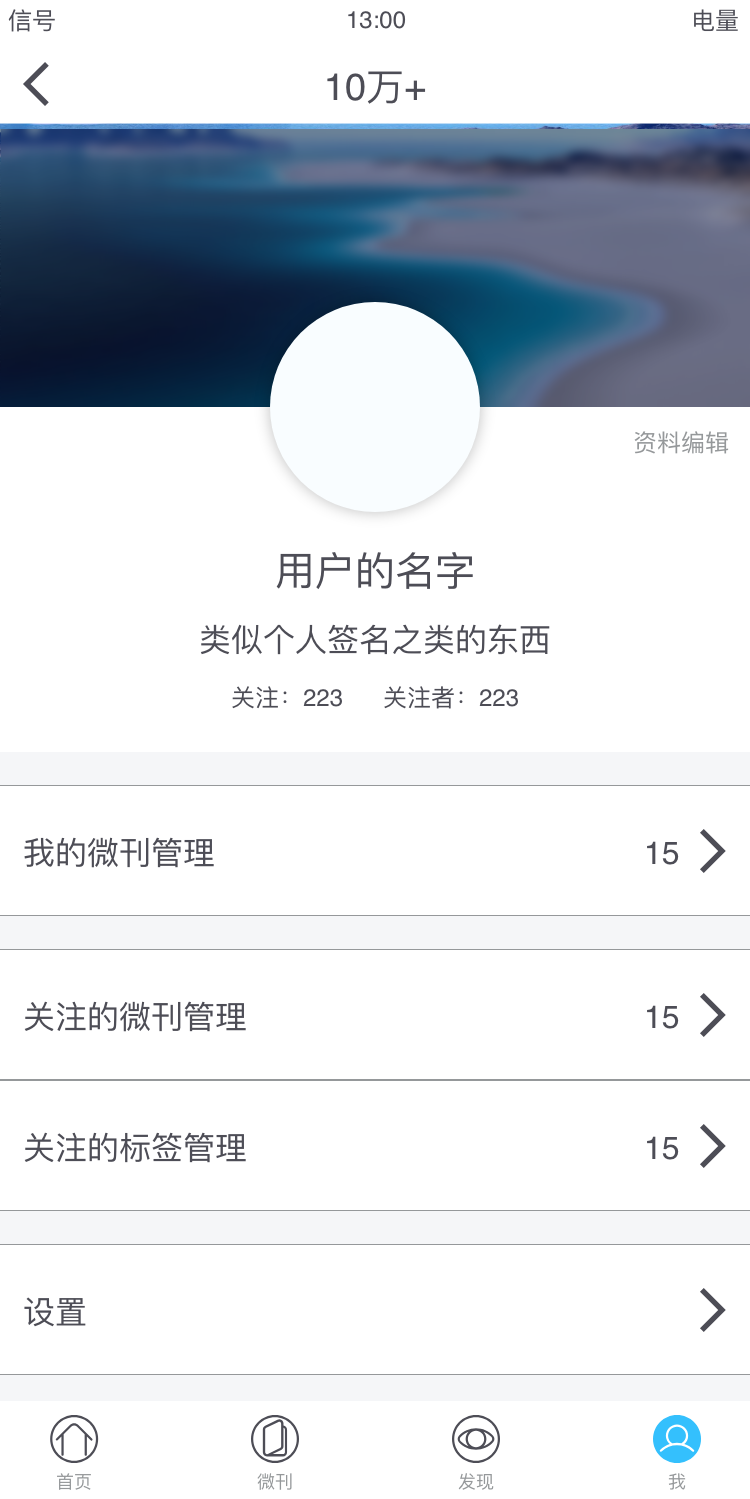 信号 13:00 电量
10万+
资料编辑
用户的名字
类似个人签名之类的东西
关注：223 关注者：223
我的微刊管理 15
关注的微刊管理 15
关注的标签管理 15
设置
首页 微刊 发现 我